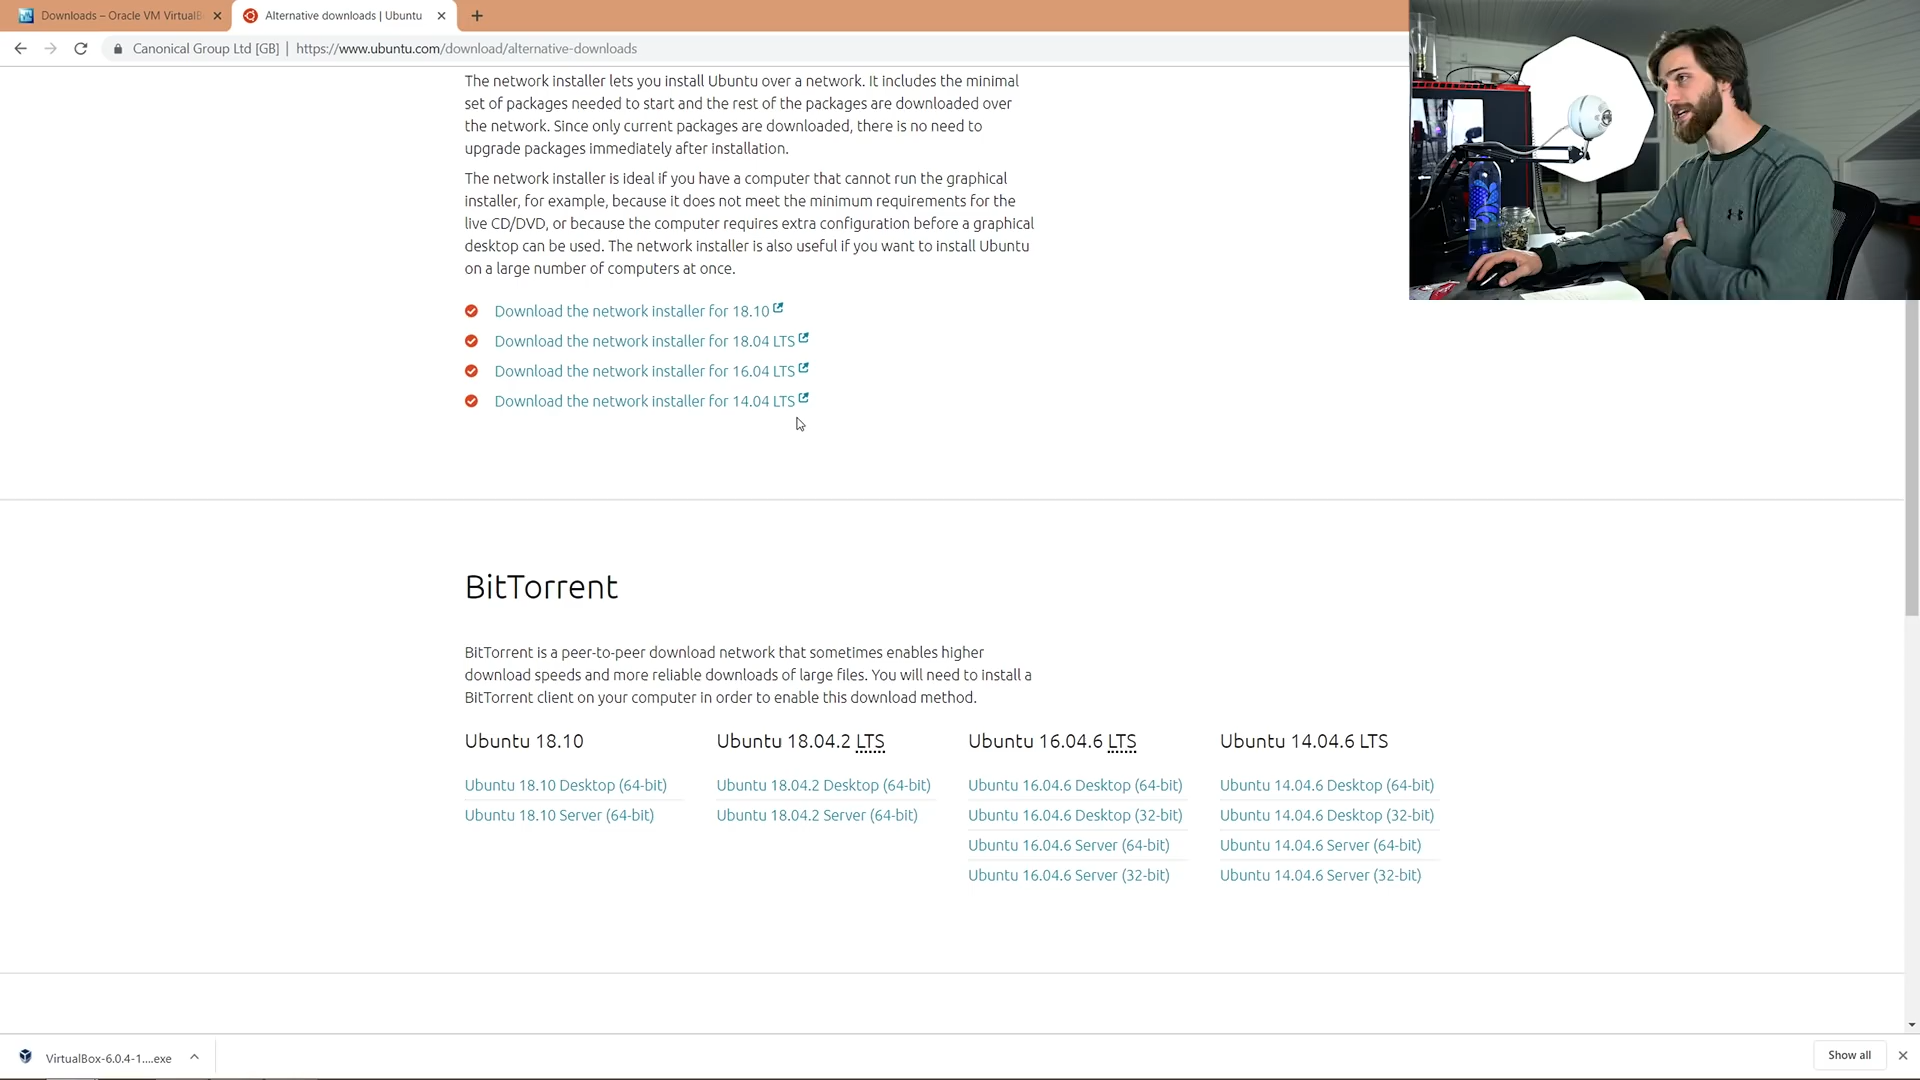 Downloads – Oracle VM VirtualB
Alternative downloads | Ubuntu
Canonical Group Ltd [GB] | https://www.ubuntu.com/download/alternative-downloads
The network installer lets you install Ubuntu over a network. It includes the minimal
set of packages needed to start and the rest of the packages are downloaded over
the network. Since only current packages are downloaded, there is no need to
upgrade packages immediately after installation.
The network installer is ideal if you have a computer that cannot run the graphical
installer, for example, because it does not meet the minimum requirements for the
live CD/DVD, or because the computer requires extra configuration before a graphical
desktop can be used. The network installer is also useful if you want to install Ubuntu
on a large number of computers at once.
Download the network installer for 18.10
Download the network installer for 18.04 LTS
Download the network installer for 16.04 LTS
Download the network installer for 14.04 LTS
BitTorrent
BitTorrent is a peer-to-peer download network that sometimes enables higher
download speeds and more reliable downloads of large files. You will need to install a
BitTorrent client on your computer in order to enable this download method.
Ubuntu 18.10
Ubuntu 18.10 Desktop (64-bit)
Ubuntu 18.10 Server (64-bit)
Ubuntu 18.04.2 LTS
Ubuntu 18.04.2 Desktop (64-bit)
Ubuntu 18.04.2 Server (64-bit)
Ubuntu 16.04.6 LTS
Ubuntu 16.04.6 Desktop (64-bit)
Ubuntu 16.04.6 Desktop (32-bit)
Ubuntu 16.04.6 Server (64-bit)
Ubuntu 16.04.6 Server (32-bit)
Ubuntu 14.04.6 LTS
Ubuntu 14.04.6 Desktop (64-bit)
Ubuntu 14.04.6 Desktop (32-bit)
Ubuntu 14.04.6 Server (64-bit)
Ubuntu 14.04.6 Server (32-bit)
VirtualBox-6.0.4-1....exe
Show all